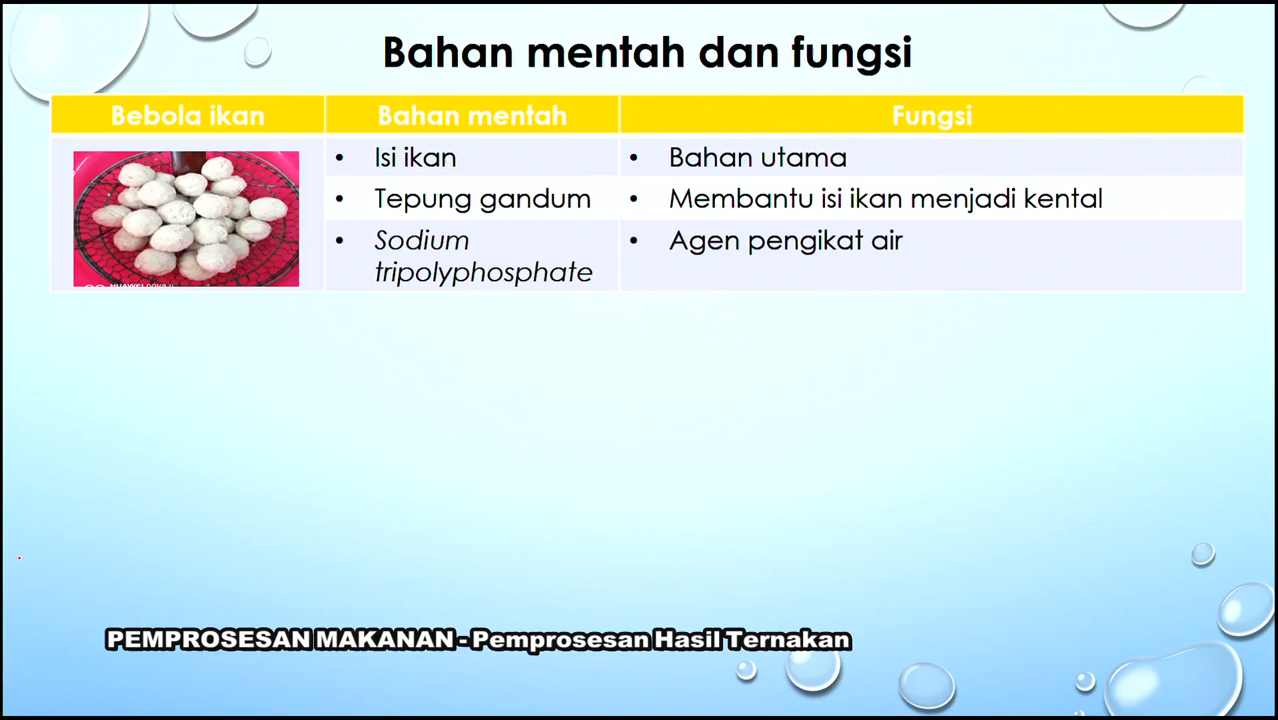 Bahan mentah dan fungsi
Bebola ikan
Bahan mentah
Fungsi
• Isi ikan
• Bahan utama
• Tepung gandum
• Membantu isi ikan menjadi kental
• Sodium
tripolyphosphate
• Agen pengikat air
PEMPROSESAN MAKANAN - Pemprosesan Hasil Ternakan